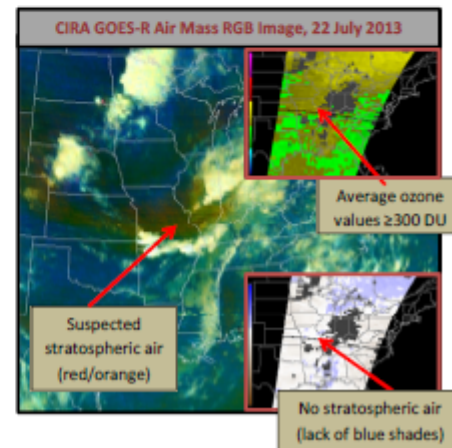 CIRA GOES-R Air Mass RGB Image, 22 July 2013
Average ozone
values ≥300 DU
Suspected
stratospheric air
(red/orange)
No stratospheric air
(lack of blue shades)